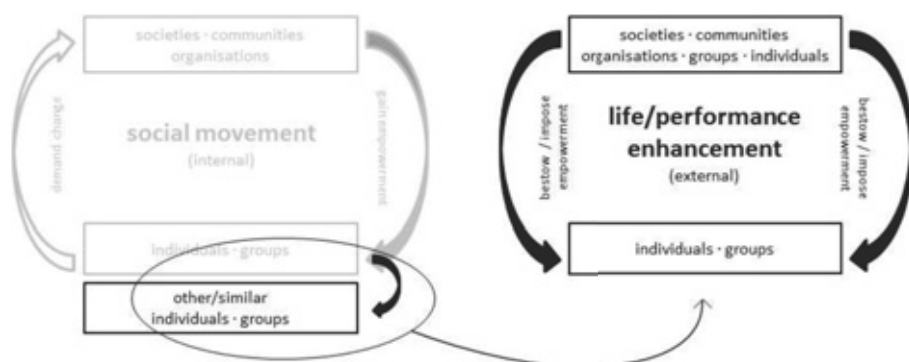 societies · communities
organisations
demand change
social movement
(internal)
gain empowerment
individuals · groups
other/similar
individuals · groups
societies · communities
organisations · groups · individuals
bestow / impose
empowerment
life/performance
enhancement
(external)
bestow / impose
empowerment
individuals · groups